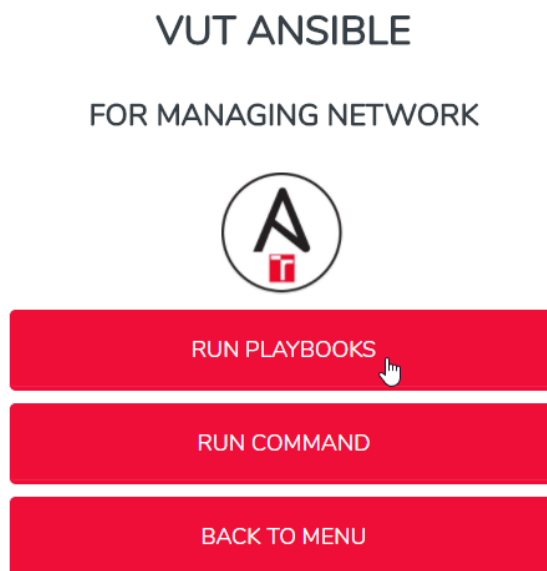 VUT ANSIBLE
FOR MANAGING NETWORK
RUN PLAYBOOKS
RUN COMMAND
BACK TO MENU